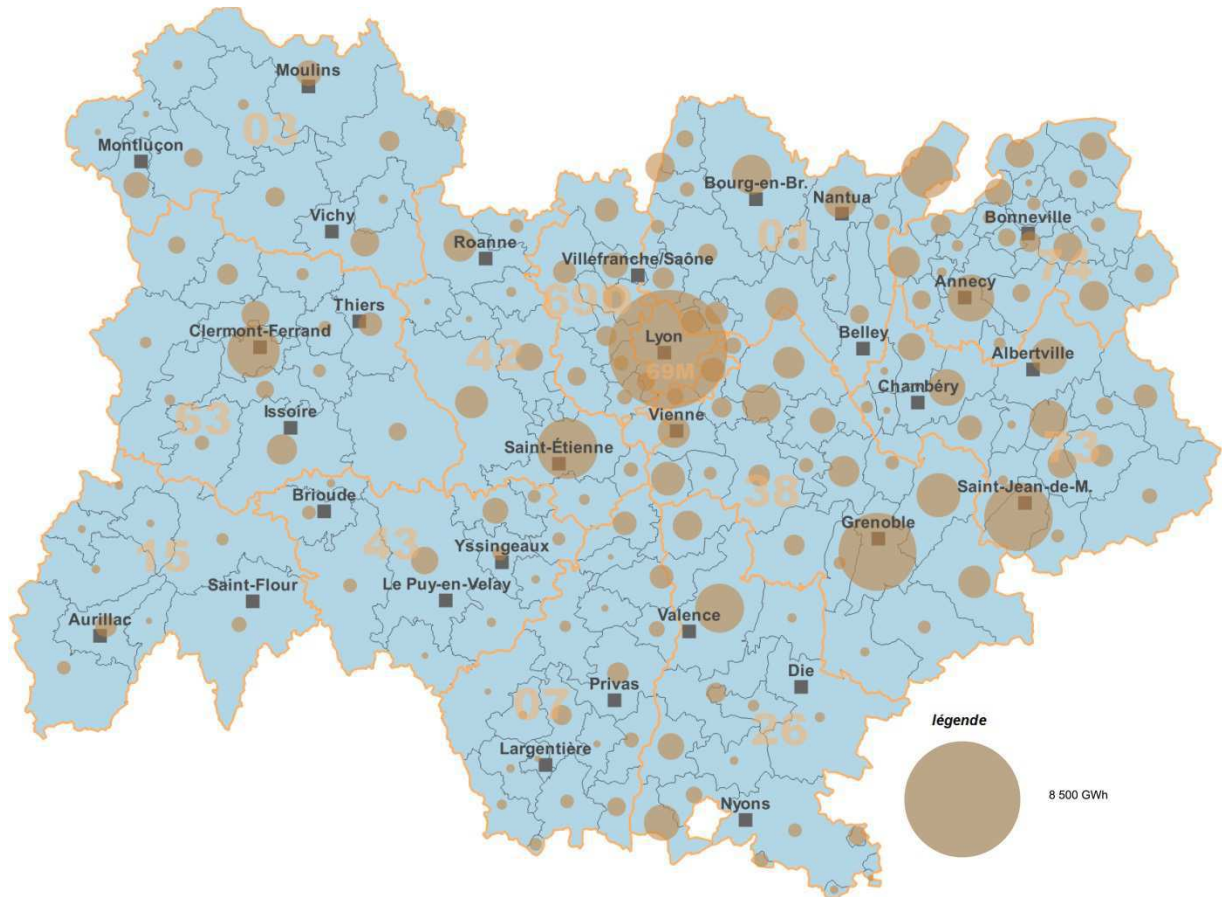 Moulins
03
Montluçon
Bourg-en-Br.
Nantua
Bonneville
Vichy
Roanne
01
74
Villefranche/Saône
69D
Annecy
Thiers
Clermont-Ferrand
Lyon
Belley
42
Albertville
69M
Chambéry
63
Issoire
Vienne
73
Saint-Étienne
Saint-Jean-de-M.
38
Brioude
Grenoble
43
Yssingeaux
15
Saint-Flour
Le Puy-en-Velay
Aurillac
Valence
Die
Privas
07
26
légende
Largentière
8 500 GWh
Nyons